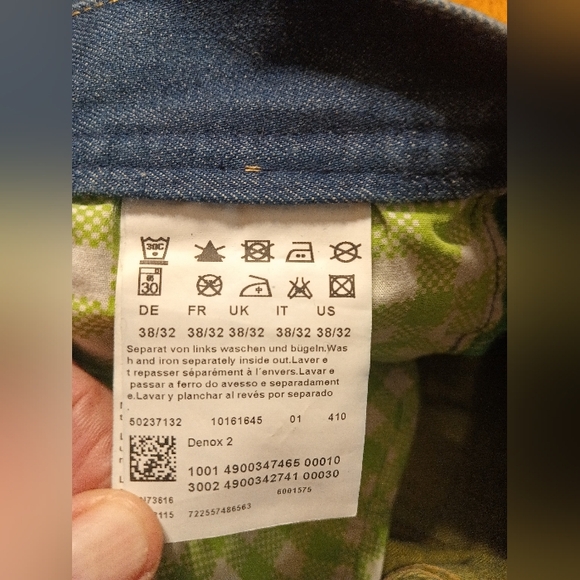 30C
30
DE FR UK IT US
38/32 38/32 38/32 38/32 38/32
Separat von links waschen und bügeln.Was
h and iron separately inside out.Laver e
t repasser séparément à l'envers.Lavar e
passar a ferro do avesso e separadament
e.Lavar y planchar al revés por separado
.
50237132 10161645 01 410
Denox 2
1001 4900347465 00010
3002 4900342741 00030
73616 6001575
115 722557486563